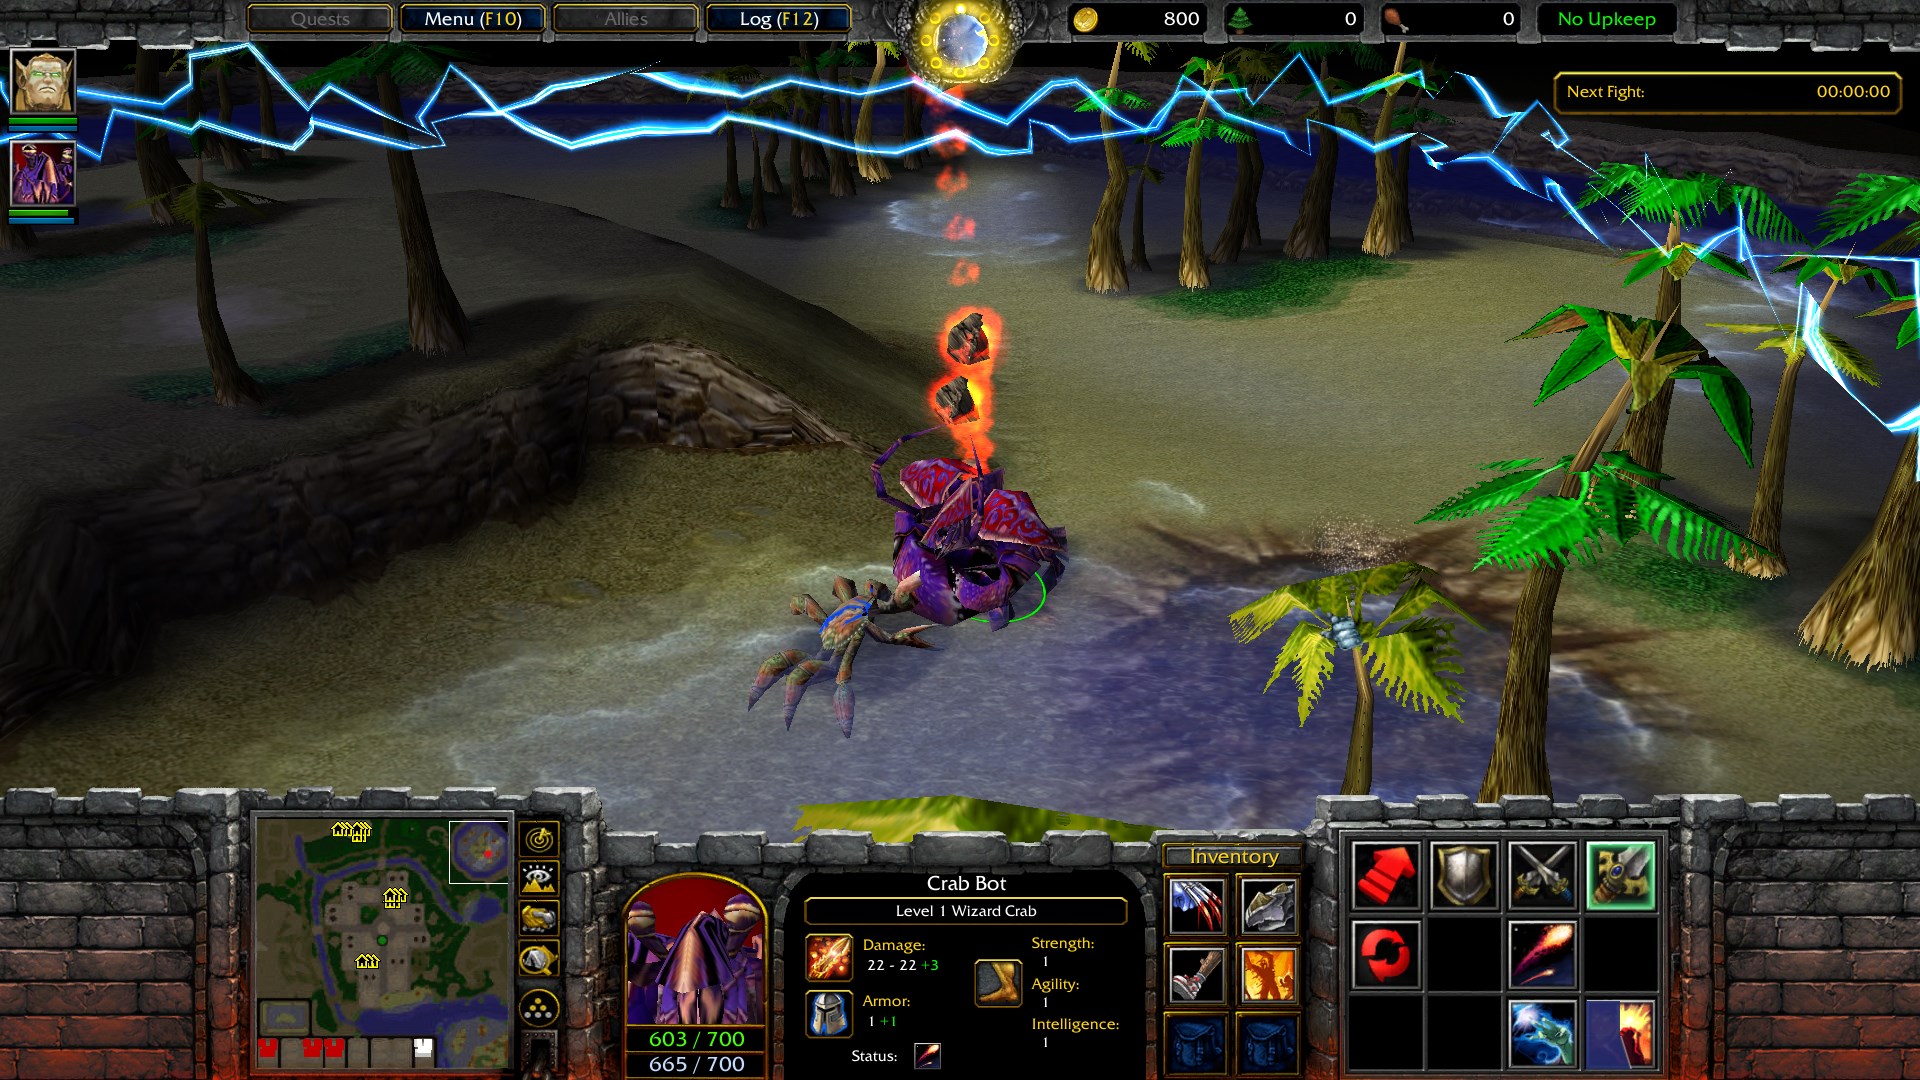 Quests
Menu (F10)
Allies
Log (F12)
800
0
0
No Upkeep
Next Fight: 00:00:00
Crab Bot
Level 1 Wizard Crab
Damage:
22 - 22 +3
Armor:
1 +1
Status:
Strength:
1
Agility:
1
Intelligence:
1
603 / 700
665 / 700
Inventory